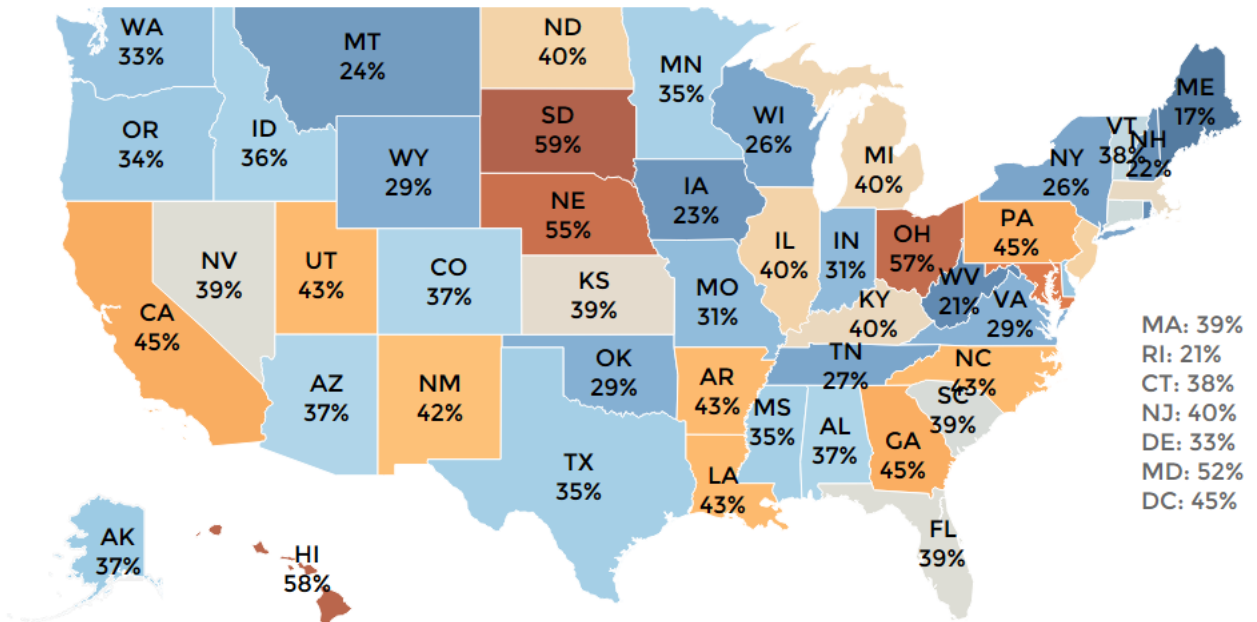 WA
33%
MT
24%
ND
40%
MN
35%
ME
17%
OR
34%
ID
36%
WY
29%
SD
59%
WI
26%
MI
40%
NY
26%
VT
38%
NH
22%
NE
55%
IA
23%
PA
45%
NV
39%
UT
43%
CO
37%
KS
39%
MO
31%
IL
40%
IN
31%
OH
57%
WV
21%
VA
29%
KY
40%
CA
45%
AZ
37%
NM
42%
OK
29%
AR
43%
TN
27%
NC
43%
SC
39%
MS
35%
AL
37%
GA
45%
TX
35%
LA
43%
FL
39%
AK
37%
HI
58%
MA: 39%
RI: 21%
CT: 38%
NJ: 40%
DE: 33%
MD: 52%
DC: 45%